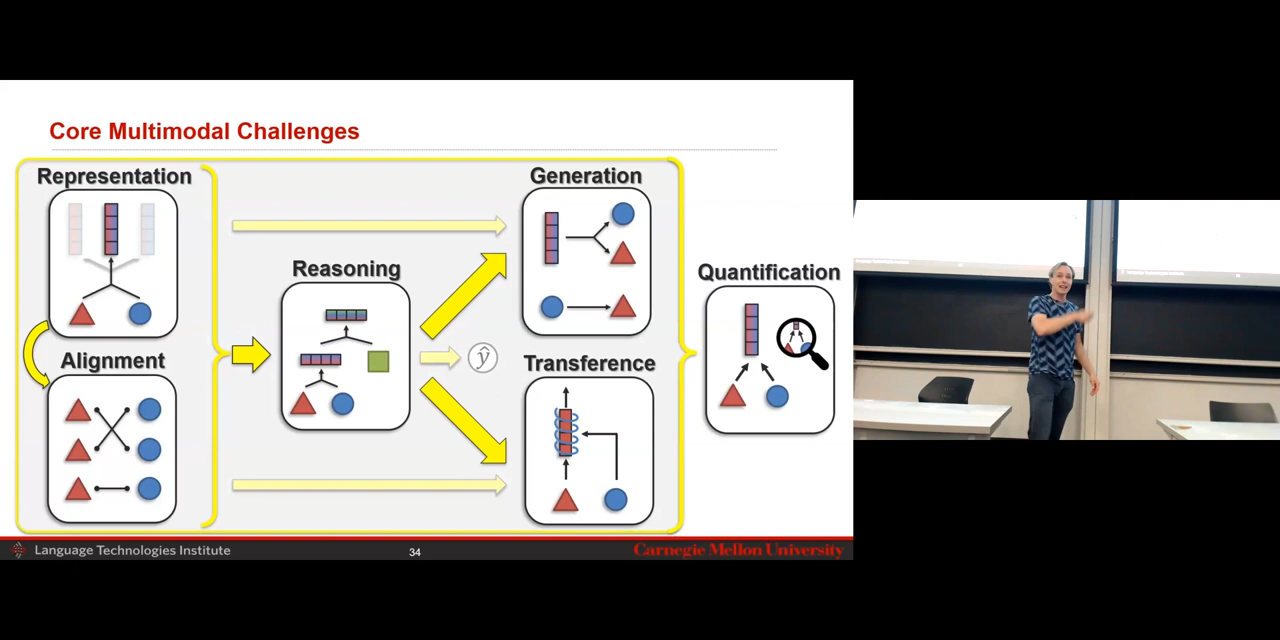 Core Multimodal Challenges
Representation
Generation
Reasoning
Quantification
ŷ
Alignment
Transference
Language Technologies Institute
34
Carnegie Mellon University